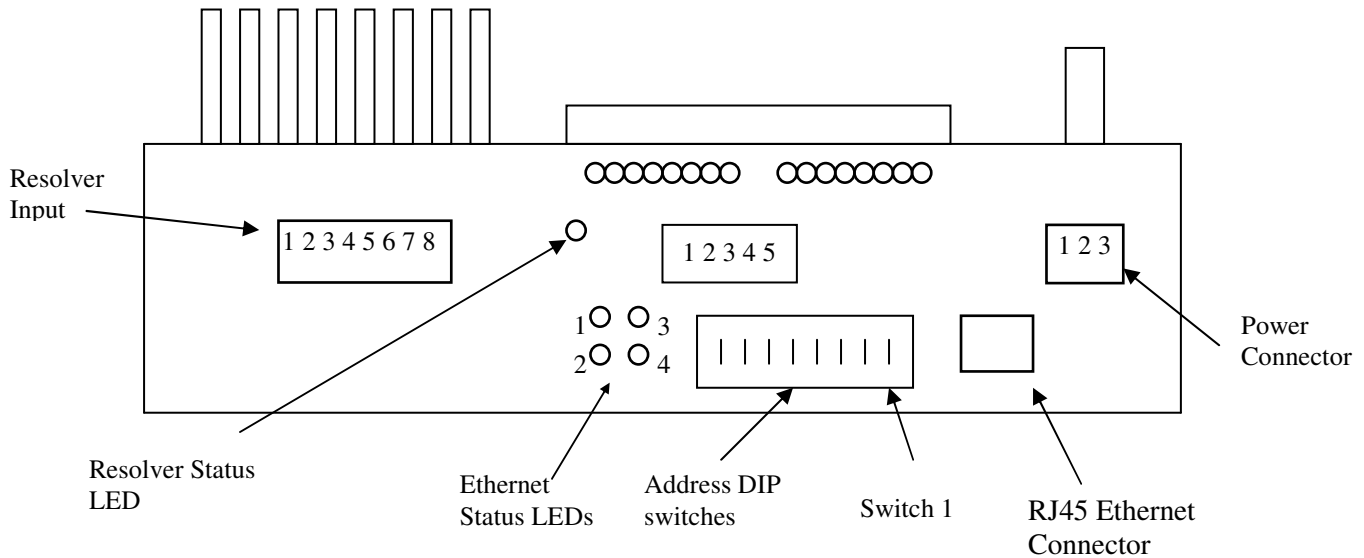 Resolver
Input
1 2 3 4 5 6 7 8
1 2 3 4 5
1 2 3
1
3
2
4
Power
Connector
Resolver Status
LED
Ethernet
Status LEDs
Address DIP
switches
Switch 1
RJ45 Ethernet
Connector